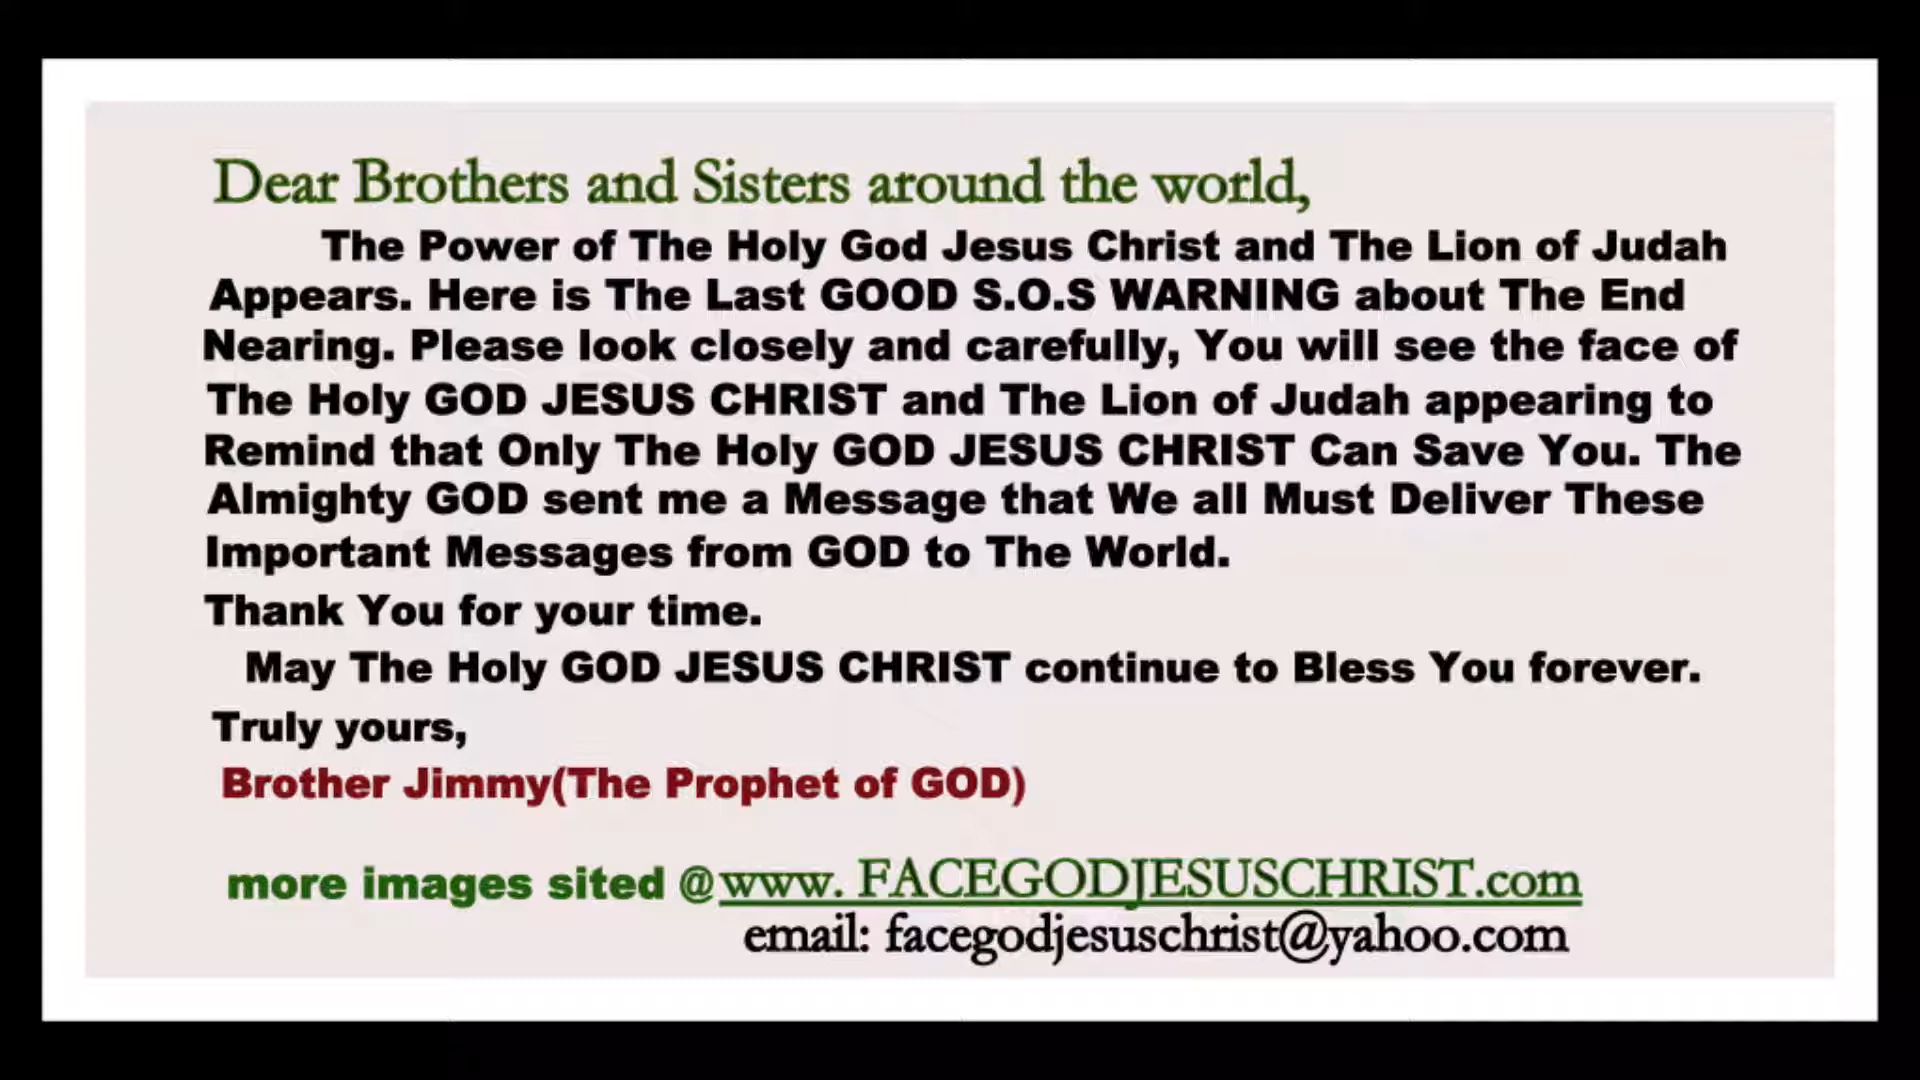 Dear Brothers and Sisters around the world,
The Power of The Holy God Jesus Christ and The Lion of Judah
Appears. Here is The Last GOOD S.O.S WARNING about The End
Nearing. Please look closely and carefully, You will see the face of
The Holy GOD JESUS CHRIST and The Lion of Judah appearing to
Remind that Only The Holy GOD JESUS CHRIST Can Save You. The
Almighty GOD sent me a Message that We all Must Deliver These
Important Messages from GOD to The World.
Thank You for your time.
May The Holy GOD JESUS CHRIST continue to Bless You forever.
Truly yours,
Brother Jimmy(The Prophet of GOD)
more images sited @www. FACEGODJESUSCHRIST.com
email: facegodjesuschrist@yahoo.com